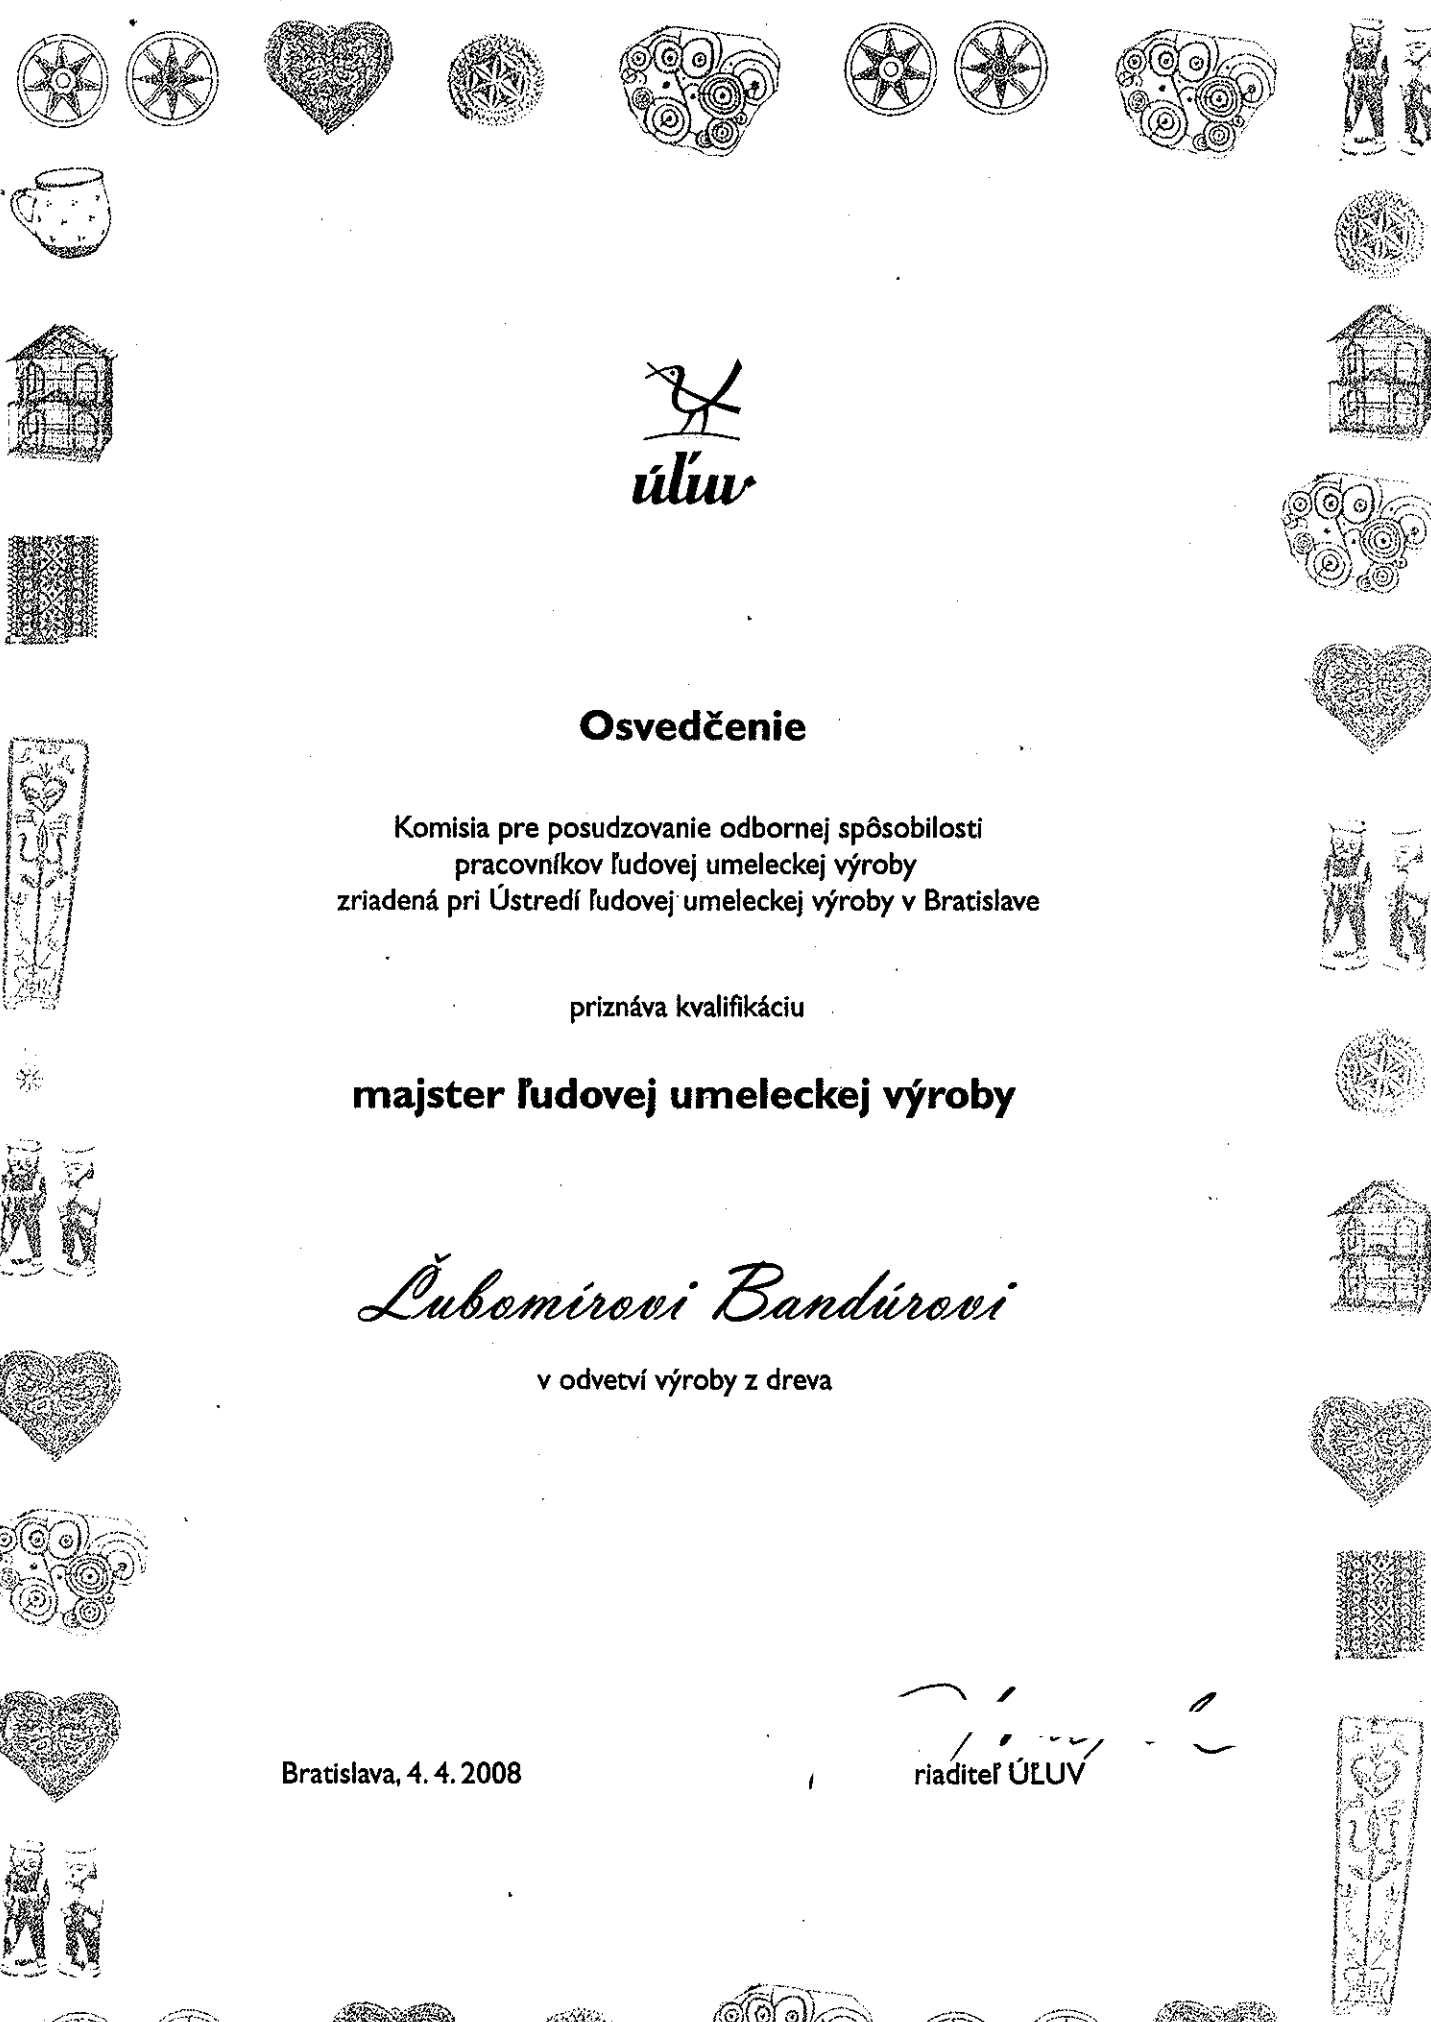 úľuv
Osvedčenie
Komisia pre posudzovanie odbornej spôsobilosti
pracovníkov ľudovej umeleckej výroby
zriadená pri Ústredí ľudovej umeleckej výroby v Bratislave
priznáva kvalifikáciu
majster ľudovej umeleckej výroby
Ľubomírovi Bandúrovi
v odvetví výroby z dreva
Bratislava, 4. 4. 2008
riaditeľ ÚĽUV